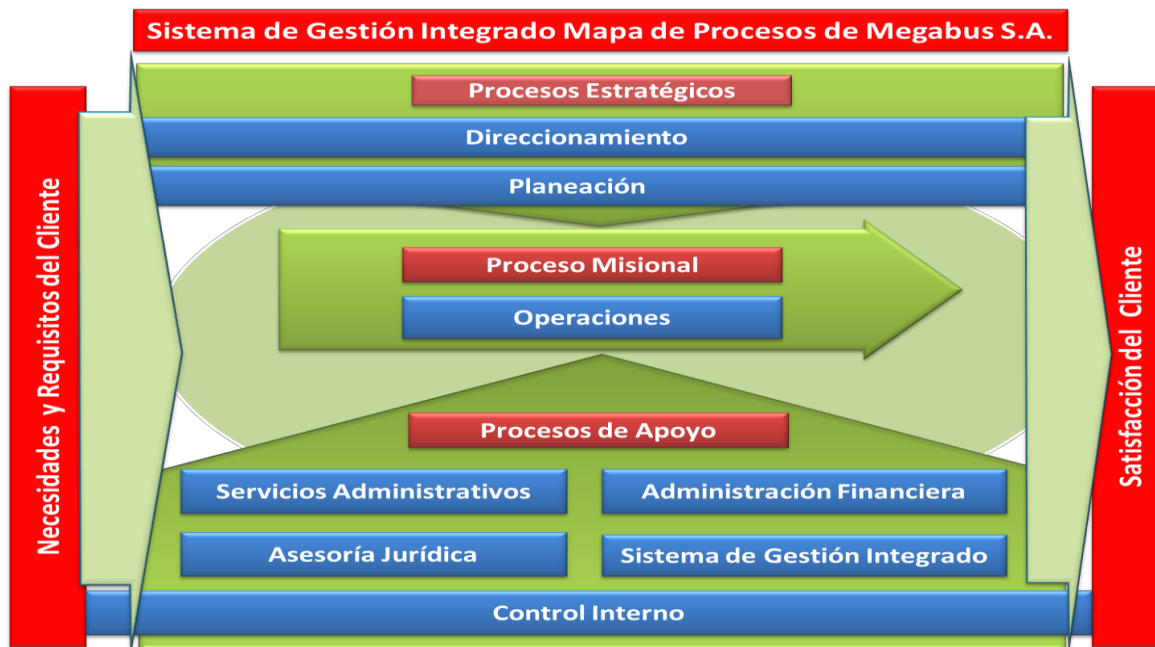 Sistema de Gestión Integrado Mapa de Procesos de Megabus S.A.
Necesidades y Requisitos del Cliente
Procesos Estratégicos
Direccionamiento
Planeación
Proceso Misional
Operaciones
Procesos de Apoyo
Servicios Administrativos
Administración Financiera
Asesoría Jurídica
Sistema de Gestión Integrado
Control Interno
Satisfacción del Cliente